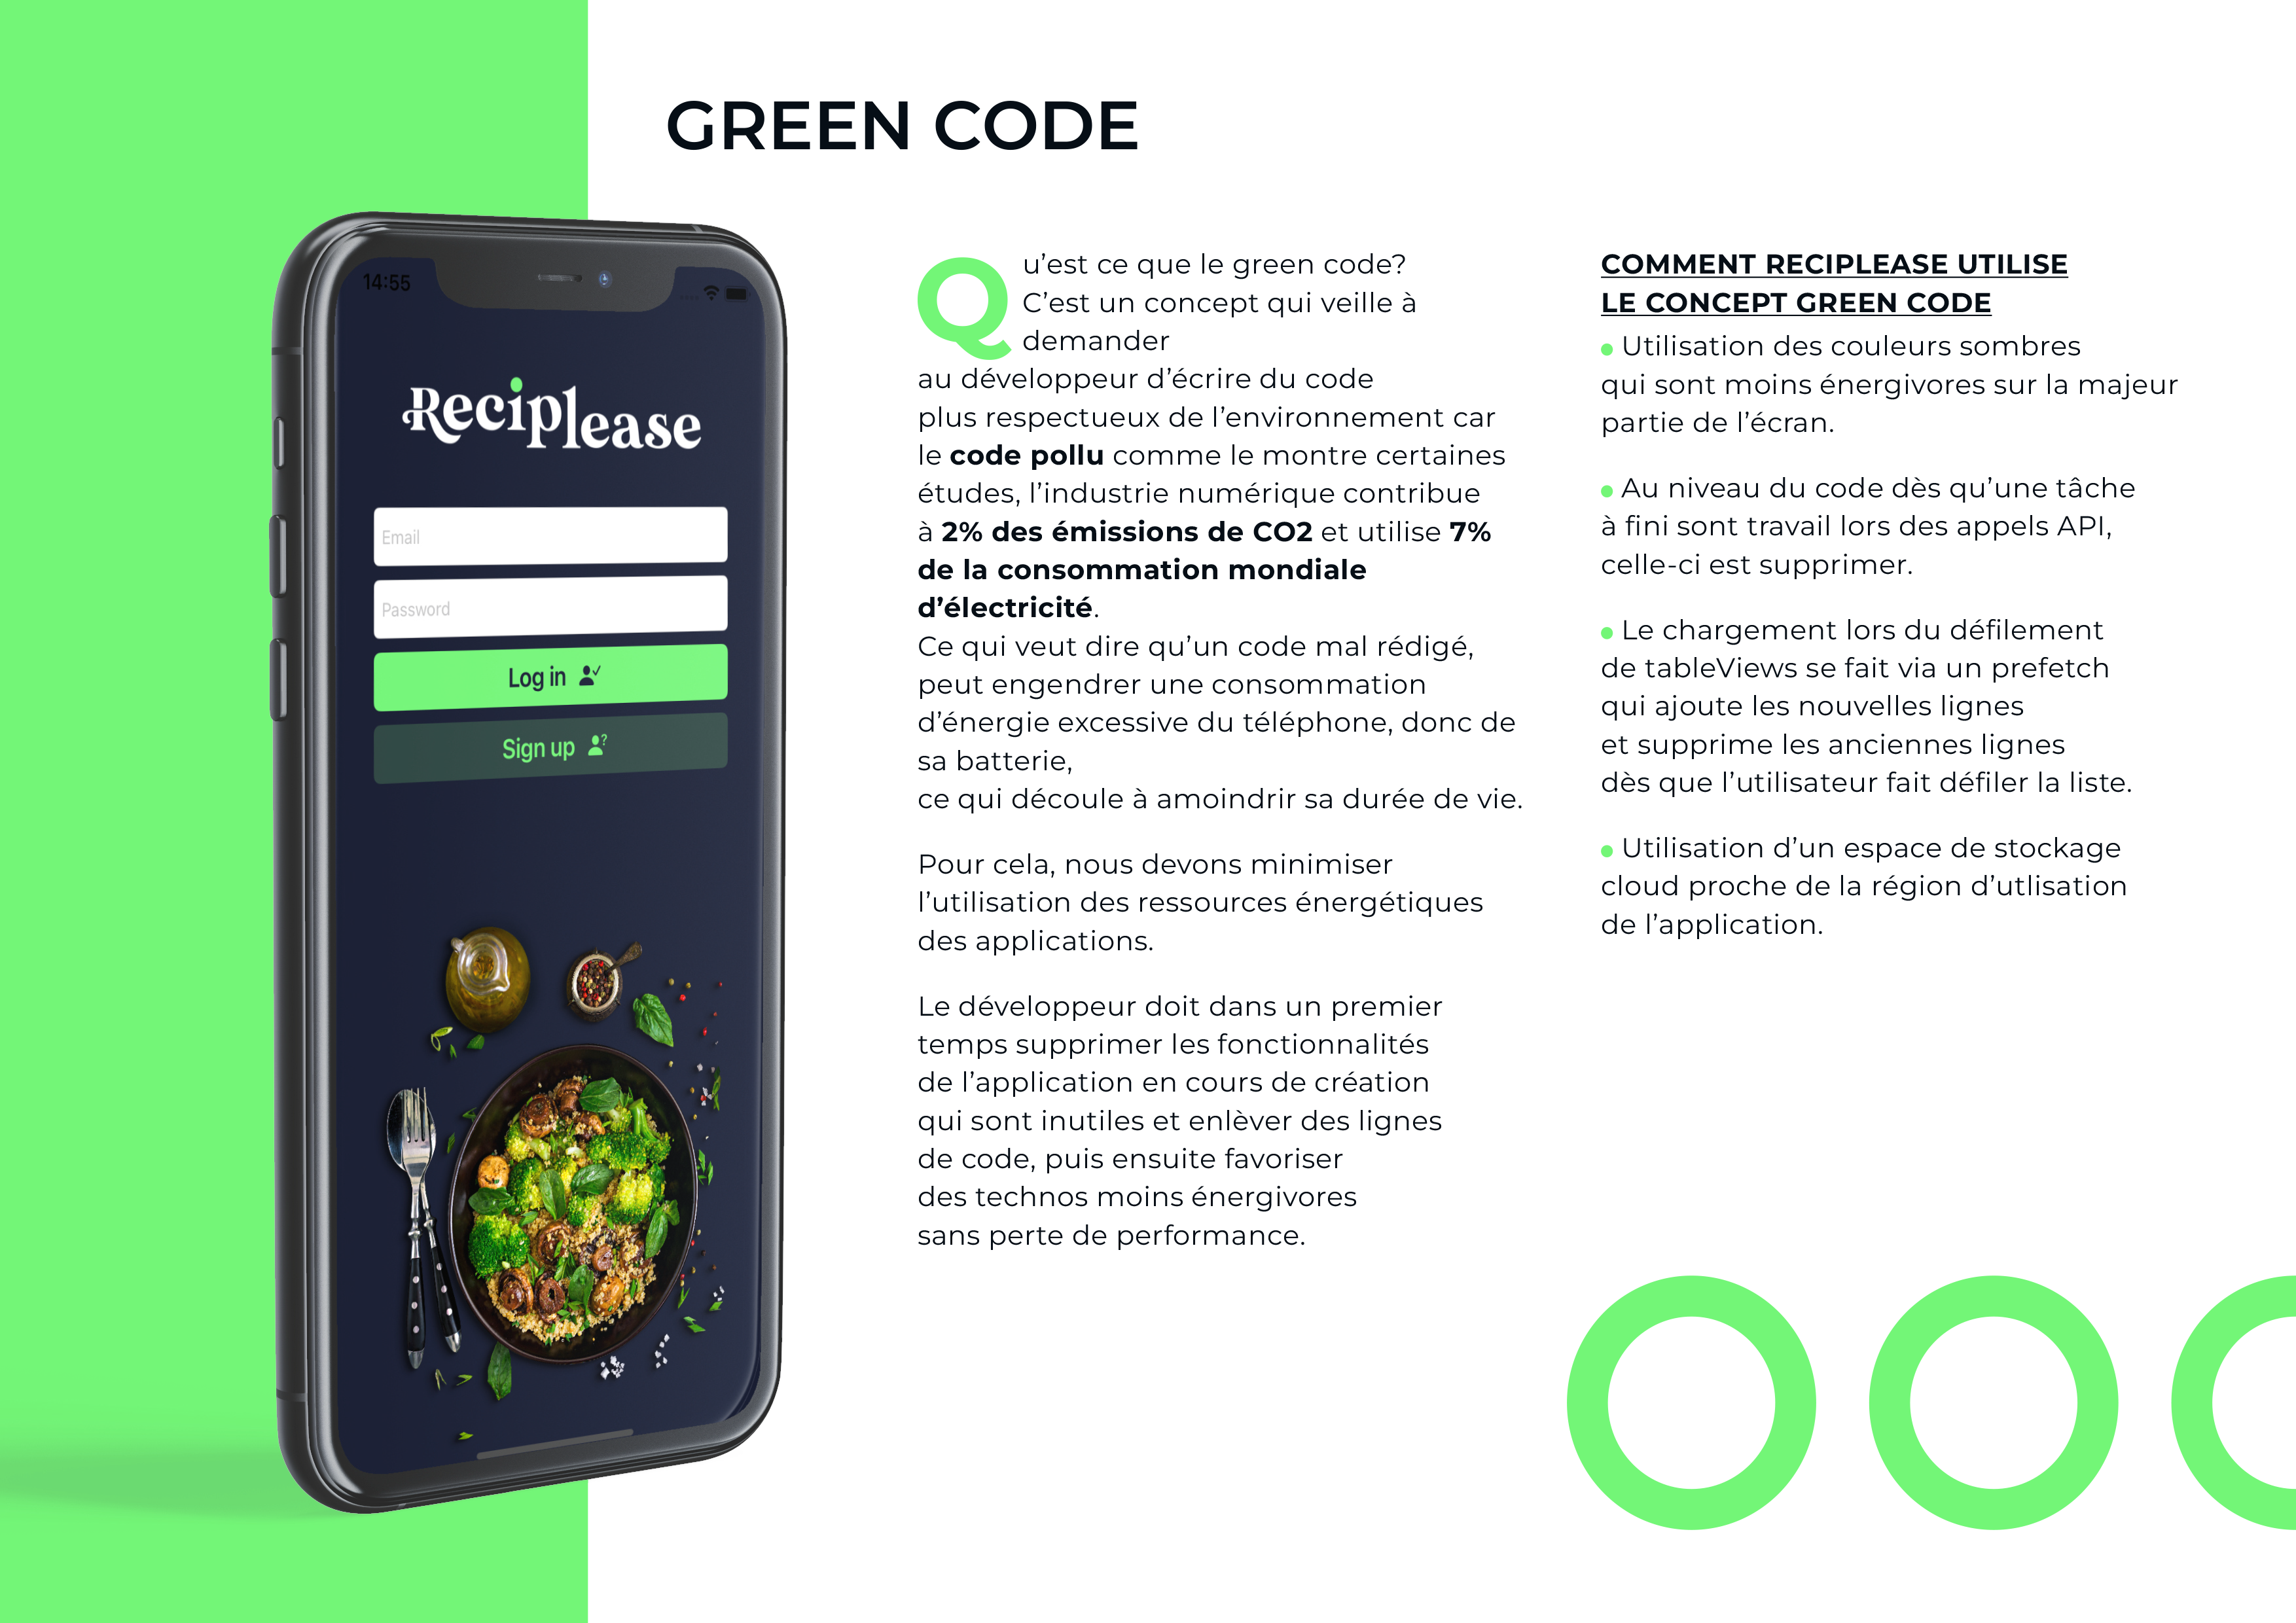 GREEN CODE
14:55
Reciplease
Email
Password
Log in
Sign up
Qu’est ce que le green code?
C’est un concept qui veille à
demander
au développeur d’écrire du code
plus respectueux de l’environnement car
le code pollu comme le montre certaines
études, l’industrie numérique contribue
à 2% des émissions de CO2 et utilise 7%
de la consommation mondiale
d’électricité.
Ce qui veut dire qu’un code mal rédigé,
peut engendrer une consommation
d’énergie excessive du téléphone, donc de
sa batterie,
ce qui découle à amoindrir sa durée de vie.
Pour cela, nous devons minimiser
l’utilisation des ressources énergétiques
des applications.
Le développeur doit dans un premier
temps supprimer les fonctionnalités
de l’application en cours de création
qui sont inutiles et enlèver des lignes
de code, puis ensuite favoriser
des technos moins énergivores
sans perte de performance.
COMMENT RECIPLEASE UTILISE
LE CONCEPT GREEN CODE
• Utilisation des couleurs sombres
qui sont moins énergivores sur la majeur
partie de l’écran.
• Au niveau du code dès qu’une tâche
à fini sont travail lors des appels API,
celle-ci est supprimer.
• Le chargement lors du défilement
de tableViews se fait via un prefetch
qui ajoute les nouvelles lignes
et supprime les anciennes lignes
dès que l’utilisateur fait défiler la liste.
• Utilisation d’un espace de stockage
cloud proche de la région d’utlisation
de l’application.